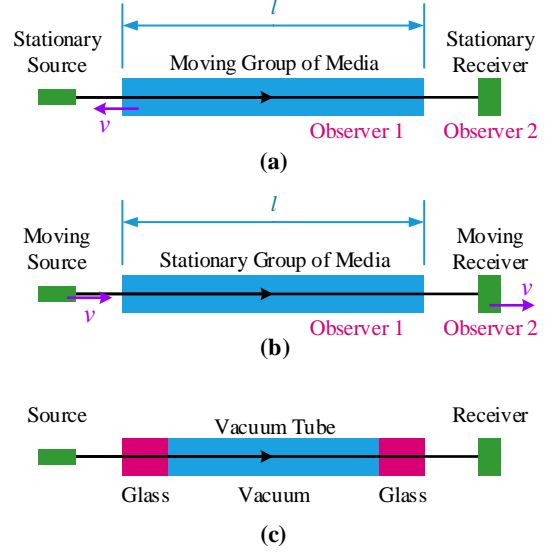 l
Stationary
Source
Moving Group of Media
Stationary
Receiver
v
Observer 1
Observer 2
(a)
l
Moving
Source
Stationary Group of Media
Moving
Receiver
v
v
Observer 1
Observer 2
(b)
Source
Vacuum Tube
Receiver
Glass
Vacuum
Glass
(c)